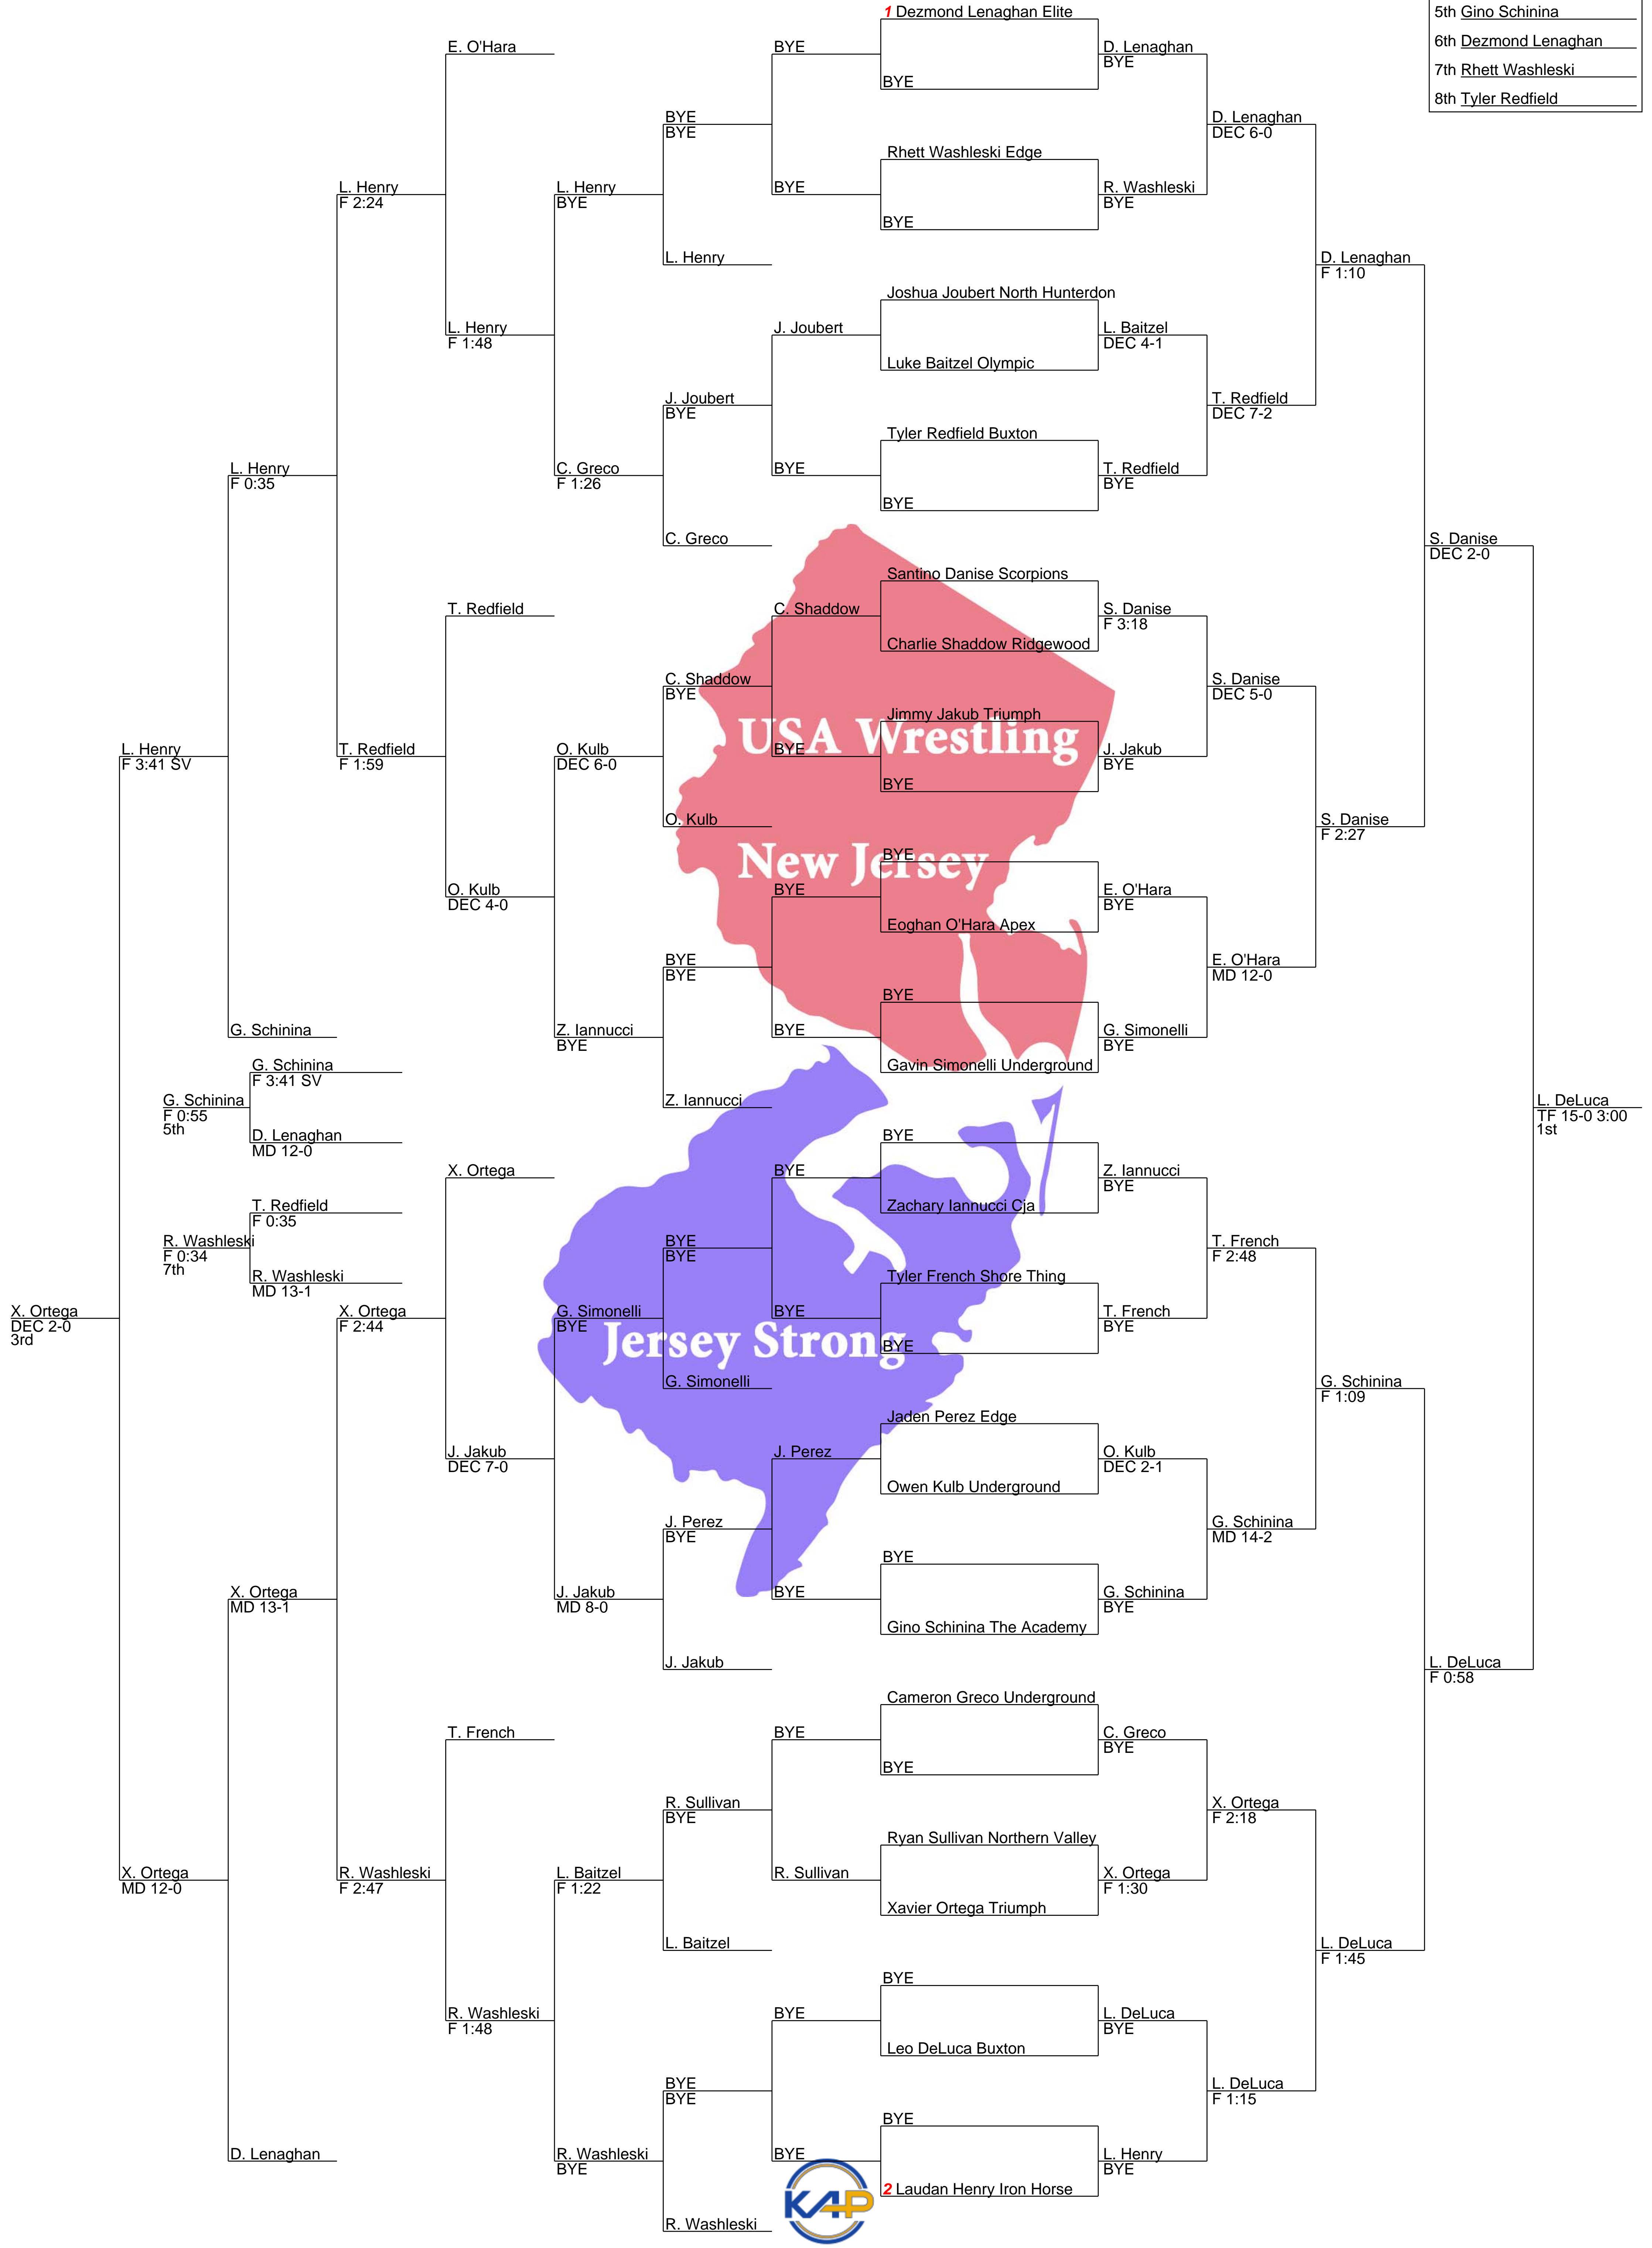 1 Dezmond Lenaghan Elite
5th Gino Schinina
6th Dezmond Lenaghan
7th Rhett Washleski
8th Tyler Redfield
E. O'Hara
BYE
D. Lenaghan
BYE
BYE
BYE
BYE
D. Lenaghan
DEC 6-0
Rhett Washleski Edge
L. Henry
F 2:24
L. Henry
BYE
BYE
R. Washleski
BYE
BYE
L. Henry
D. Lenaghan
F 1:10
Joshua Joubert North Hunterdon
L. Henry
F 1:48
J. Joubert
L. Baitzel
DEC 4-1
Luke Baitzel Olympic
J. Joubert
BYE
T. Redfield
DEC 7-2
Tyler Redfield Buxton
L. Henry
F 0:35
C. Greco
F 1:26
BYE
T. Redfield
BYE
BYE
C. Greco
S. Danise
DEC 2-0
Santino Danise Scorpions
T. Redfield
C. Shaddow
S. Danise
F 3:18
Charlie Shaddow Ridgewood
C. Shaddow
BYE
S. Danise
DEC 5-0
Jimmy Jakub Triumph
USA Wrestling
L. Henry
F 3:41 SV
T. Redfield
F 1:59
O. Kulb
DEC 6-0
BYE
J. Jakub
BYE
BYE
O. Kulb
S. Danise
F 2:27
New Jersey
BYE
O. Kulb
DEC 4-0
BYE
E. O'Hara
BYE
Eoghan O'Hara Apex
BYE
BYE
E. O'Hara
MD 12-0
BYE
G. Schinina
Z. Iannucci
BYE
BYE
G. Simonelli
BYE
Gavin Simonelli Underground
G. Schinina
F 3:41 SV
G. Schinina
F 0:55
5th
Z. Iannucci
L. DeLuca
TF 15-0 3:00
1st
D. Lenaghan
MD 12-0
BYE
X. Ortega
BYE
Z. Iannucci
BYE
T. Redfield
F 0:35
Zachary Iannucci Cja
R. Washleski
F 0:34
7th
BYE
BYE
T. French
F 2:48
R. Washleski
MD 13-1
Tyler French Shore Thing
X. Ortega
DEC 2-0
3rd
X. Ortega
F 2:44
G. Simonelli
BYE
BYE
T. French
BYE
Jersey Strong
BYE
G. Simonelli
G. Schinina
F 1:09
Jaden Perez Edge
J. Jakub
DEC 7-0
J. Perez
O. Kulb
DEC 2-1
Owen Kulb Underground
J. Perez
BYE
G. Schinina
MD 14-2
BYE
X. Ortega
MD 13-1
J. Jakub
MD 8-0
BYE
G. Schinina
BYE
Gino Schinina The Academy
J. Jakub
L. DeLuca
F 0:58
Cameron Greco Underground
T. French
BYE
C. Greco
BYE
BYE
R. Sullivan
BYE
X. Ortega
F 2:18
Ryan Sullivan Northern Valley
X. Ortega
MD 12-0
R. Washleski
F 2:47
L. Baitzel
F 1:22
R. Sullivan
X. Ortega
F 1:30
Xavier Ortega Triumph
L. Baitzel
L. DeLuca
F 1:45
BYE
R. Washleski
F 1:48
BYE
L. DeLuca
BYE
Leo DeLuca Buxton
BYE
BYE
L. DeLuca
F 1:15
BYE
D. Lenaghan
R. Washleski
BYE
BYE
L. Henry
BYE
2 Laudan Henry Iron Horse
KAP
R. Washleski